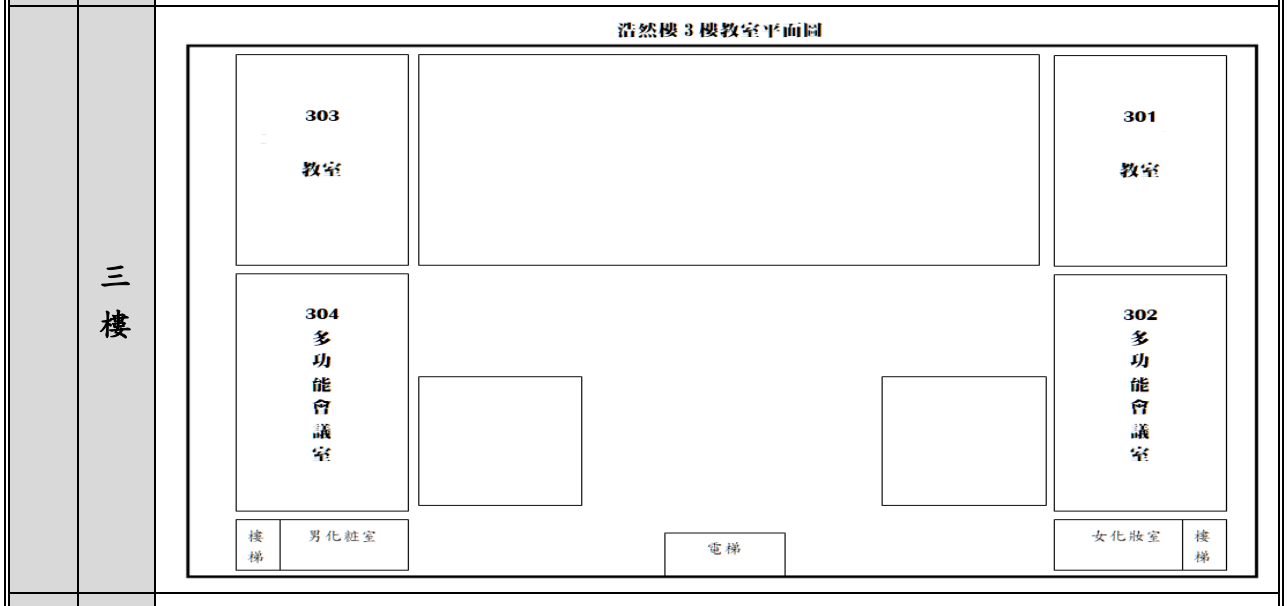 浩然樓 3 樓教室平面圖
三樓
303
教室
301
教室
304
多功能會議室
302
多功能會議室
樓梯
男化粧室
電梯
女化妝室
樓梯